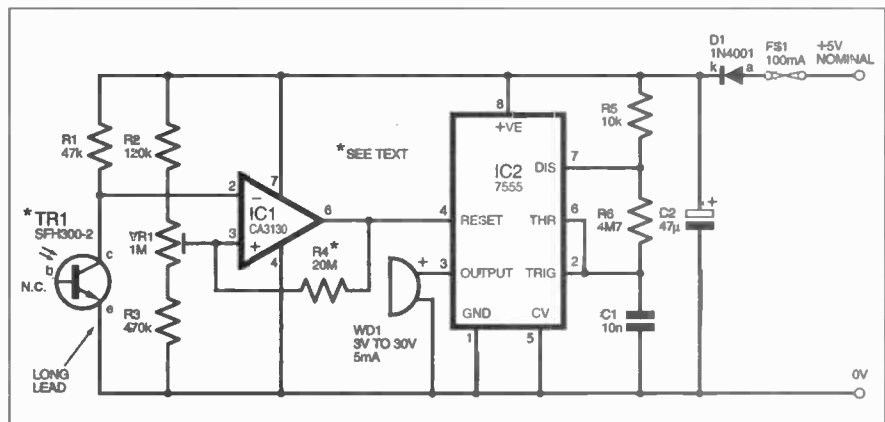 D1
1N4001
k
a
FS1
100mA
+5V
NOMINAL
R1
47k
R2
120k
*SEE TEXT
8
+VE
R5
10k
DIS
7
IC2
7555
2
−
7
IC1
CA3130
6
3
+
4
4
RESET
THR
6
R6
4M7
C2
47µ
+
*TR1
SFH300-2
c
b
N.C.
e
VR1
1M
R4*
20M
OUTPUT
3
+
TRIG
2
R3
470k
WD1
3V TO 30V
5mA
GND
CV
1
5
C1
10n
LONG
LEAD
0V